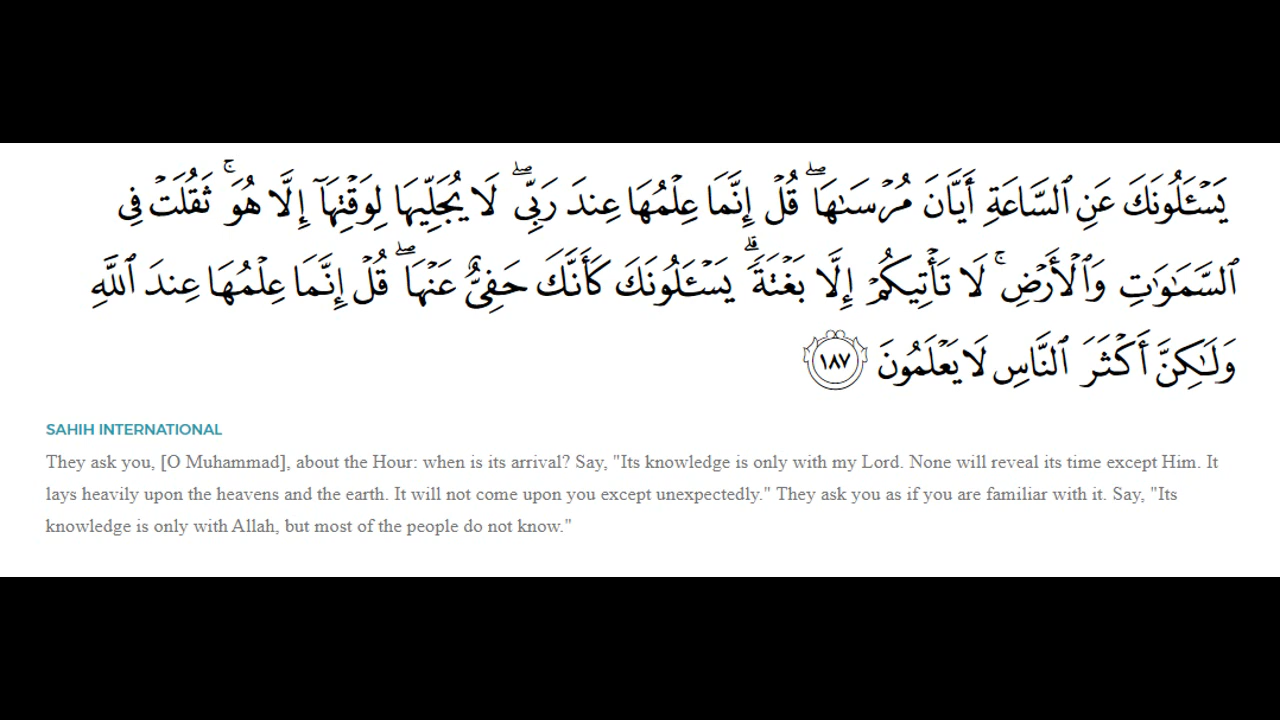 يَسْـَٔلُونَكَ عَنِ ٱلسَّاعَةِ أَيَّانَ مُرْسَىٰهَا ۖ قُلْ إِنَّمَا عِلْمُهَا عِندَ رَبِّى ۖ لَا يُجَلِّيهَا لِوَقْتِهَآ إِلَّا هُوَ ۚ ثَقُلَتْ فِى
ٱلسَّمَـٰوَٰتِ وَٱلْأَرْضِ ۚ لَا تَأْتِيكُمْ إِلَّا بَغْتَةً ۗ يَسْـَٔلُونَكَ كَأَنَّكَ حَفِىٌّ عَنْهَا ۖ قُلْ إِنَّمَا عِلْمُهَا عِندَ ٱللَّهِ
وَلَـٰكِنَّ أَكْثَرَ ٱلنَّاسِ لَا يَعْلَمُونَ ١٨٧
SAHIH INTERNATIONAL
They ask you, [O Muhammad], about the Hour: when is its arrival? Say, "Its knowledge is only with my Lord. None will reveal its time except Him. It
lays heavily upon the heavens and the earth. It will not come upon you except unexpectedly." They ask you as if you are familiar with it. Say, "Its
knowledge is only with Allah, but most of the people do not know."